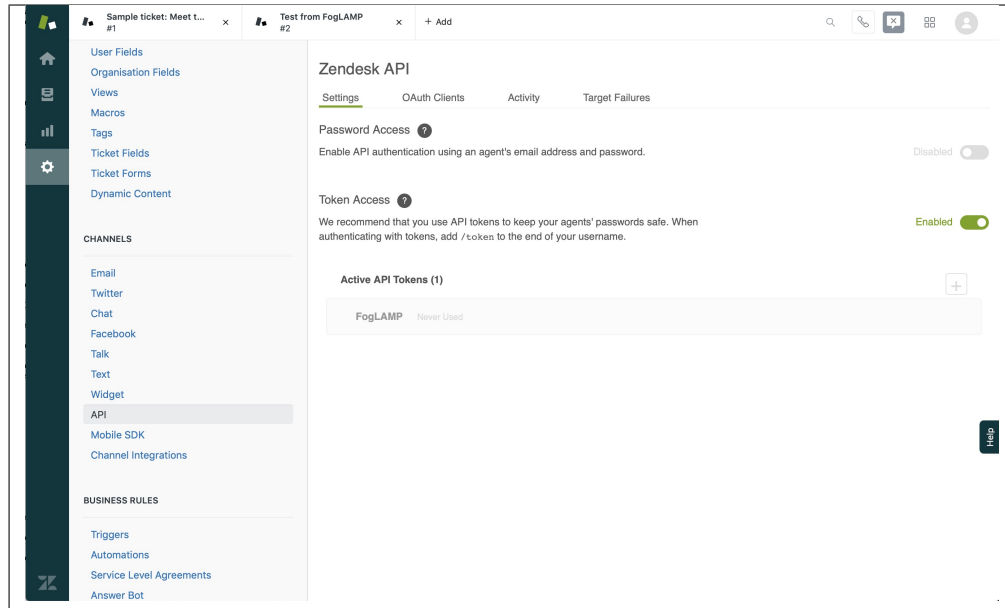 Sample ticket: Meet t...
#1
Test from FogLAMP
#2
+ Add
User Fields
Organisation Fields
Views
Macros
Tags
Ticket Fields
Ticket Forms
Dynamic Content
CHANNELS
Email
Twitter
Chat
Facebook
Talk
Text
Widget
API
Mobile SDK
Channel Integrations
BUSINESS RULES
Triggers
Automations
Service Level Agreements
Answer Bot
Zendesk API
Settings OAuth Clients Activity Target Failures
Password Access ?
Enable API authentication using an agent's email address and password.
Disabled
Token Access ?
We recommend that you use API tokens to keep your agents' passwords safe. When
authenticating with tokens, add /token to the end of your username.
Enabled
Active API Tokens (1)
+
FogLAMP Never Used
Help